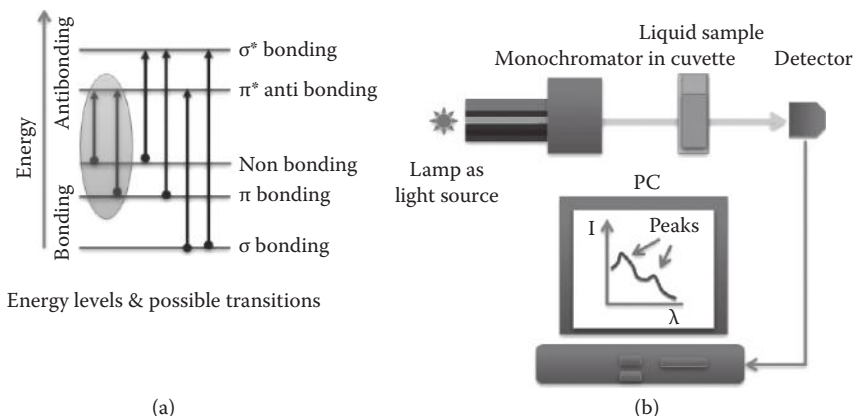 Energy
Antibonding
Bonding
σ* bonding
π* anti bonding
Non bonding
π bonding
σ bonding
Energy levels & possible transitions
(a)
Liquid sample
Monochromator in cuvette
Detector
Lamp as
light source
PC
I
Peaks
λ
(b)